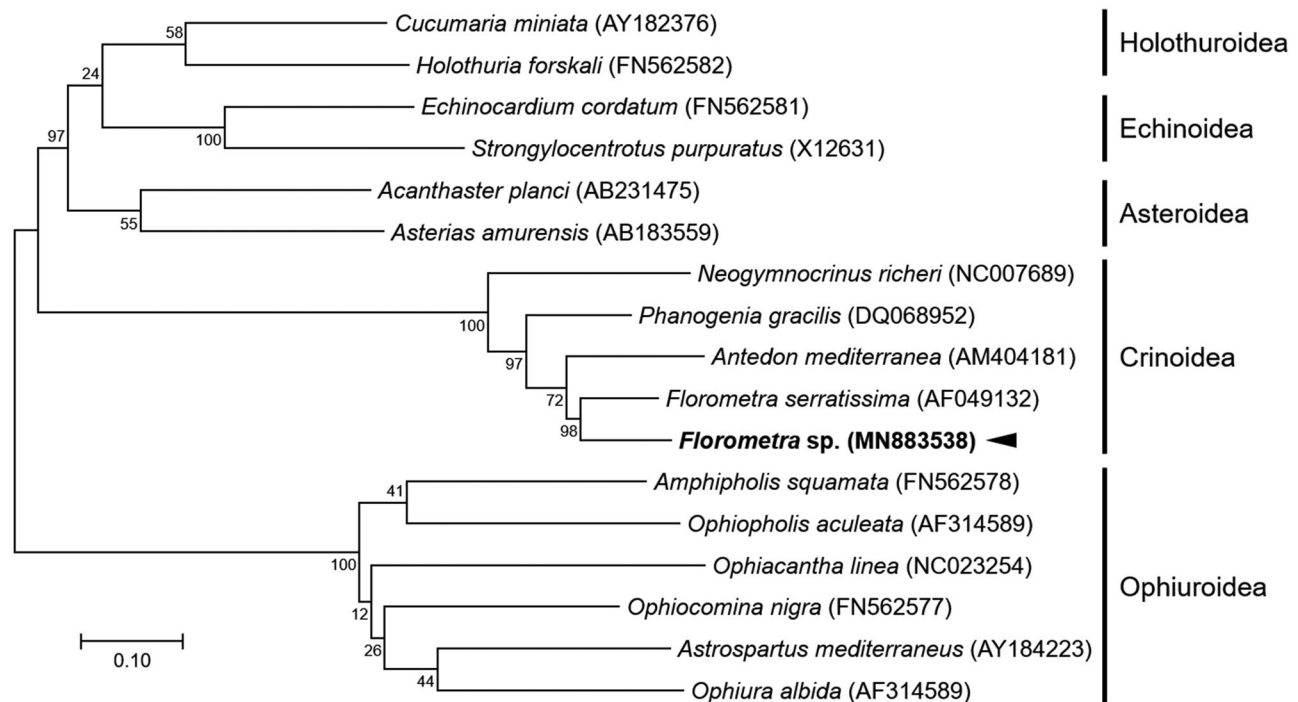 Cucumaria miniata (AY182376)
58
Holothuroidea
Holothuria forskali (FN562582)
24
Echinocardium cordatum (FN562581)
Echinoidea
97
100
Strongylocentrotus purpuratus (X12631)
Acanthaster planci (AB231475)
Asteroidea
55
Asterias amurensis (AB183559)
Neogymnocrinus richeri (NC007689)
Phanogenia gracilis (DQ068952)
100
Crinoidea
Antedon mediterranea (AM404181)
97
Florometra serratissima (AF049132)
72
98
Florometra sp. (MN883538)
Amphipholis squamata (FN562578)
41
Ophiopholis aculeata (AF314589)
100
Ophiacantha linea (NC023254)
Ophiuroidea
Ophiocomina nigra (FN562577)
12
26
Astrospartus mediterraneus (AY184223)
44
Ophiura albida (AF314589)
0.10